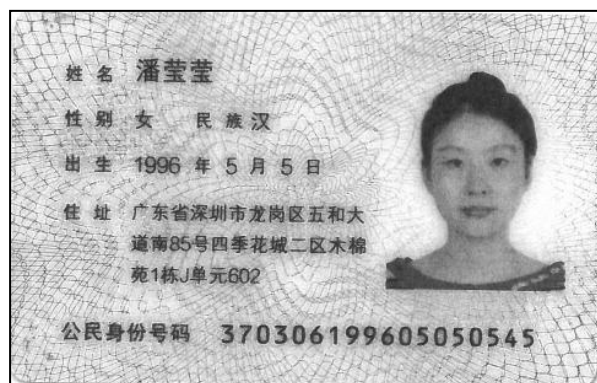 姓名 潘莹莹
性别 女 民族 汉
出生 1996 年 5 月 5 日
住址 广东省深圳市龙岗区五和大
道南85号四季花城二区木棉
苑1栋J单元602
公民身份号码 370306199605050545